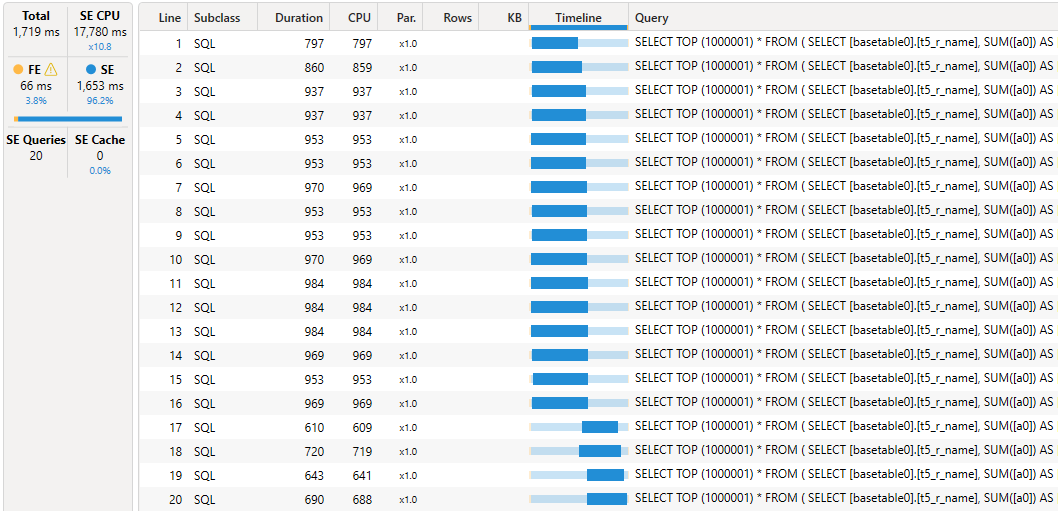 Total SE CPU
1,719 ms 17,780 ms
x10.8
FE SE
66 ms 1,653 ms
3.8% 96.2%
SE Queries SE Cache
20 0
0.0%
Line Subclass Duration CPU Par. Rows KB Timeline Query
1 SQL 797 797 x1.0 SELECT TOP (1000001) * FROM ( SELECT [basetable0].[t5_r_name], SUM([a0]) AS
2 SQL 860 859 x1.0 SELECT TOP (1000001) * FROM ( SELECT [basetable0].[t5_r_name], SUM([a0]) AS
3 SQL 937 937 x1.0 SELECT TOP (1000001) * FROM ( SELECT [basetable0].[t5_r_name], SUM([a0]) AS
4 SQL 937 937 x1.0 SELECT TOP (1000001) * FROM ( SELECT [basetable0].[t5_r_name], SUM([a0]) AS
5 SQL 953 953 x1.0 SELECT TOP (1000001) * FROM ( SELECT [basetable0].[t5_r_name], SUM([a0]) AS
6 SQL 953 953 x1.0 SELECT TOP (1000001) * FROM ( SELECT [basetable0].[t5_r_name], SUM([a0]) AS
7 SQL 970 969 x1.0 SELECT TOP (1000001) * FROM ( SELECT [basetable0].[t5_r_name], SUM([a0]) AS
8 SQL 953 953 x1.0 SELECT TOP (1000001) * FROM ( SELECT [basetable0].[t5_r_name], SUM([a0]) AS
9 SQL 953 953 x1.0 SELECT TOP (1000001) * FROM ( SELECT [basetable0].[t5_r_name], SUM([a0]) AS
10 SQL 970 969 x1.0 SELECT TOP (1000001) * FROM ( SELECT [basetable0].[t5_r_name], SUM([a0]) AS
11 SQL 984 984 x1.0 SELECT TOP (1000001) * FROM ( SELECT [basetable0].[t5_r_name], SUM([a0]) AS
12 SQL 984 984 x1.0 SELECT TOP (1000001) * FROM ( SELECT [basetable0].[t5_r_name], SUM([a0]) AS
13 SQL 984 984 x1.0 SELECT TOP (1000001) * FROM ( SELECT [basetable0].[t5_r_name], SUM([a0]) AS
14 SQL 969 969 x1.0 SELECT TOP (1000001) * FROM ( SELECT [basetable0].[t5_r_name], SUM([a0]) AS
15 SQL 953 953 x1.0 SELECT TOP (1000001) * FROM ( SELECT [basetable0].[t5_r_name], SUM([a0]) AS
16 SQL 969 969 x1.0 SELECT TOP (1000001) * FROM ( SELECT [basetable0].[t5_r_name], SUM([a0]) AS
17 SQL 610 609 x1.0 SELECT TOP (1000001) * FROM ( SELECT [basetable0].[t5_r_name], SUM([a0]) AS
18 SQL 720 719 x1.0 SELECT TOP (1000001) * FROM ( SELECT [basetable0].[t5_r_name], SUM([a0]) AS
19 SQL 643 641 x1.0 SELECT TOP (1000001) * FROM ( SELECT [basetable0].[t5_r_name], SUM([a0]) AS
20 SQL 690 688 x1.0 SELECT TOP (1000001) * FROM ( SELECT [basetable0].[t5_r_name], SUM([a0]) AS